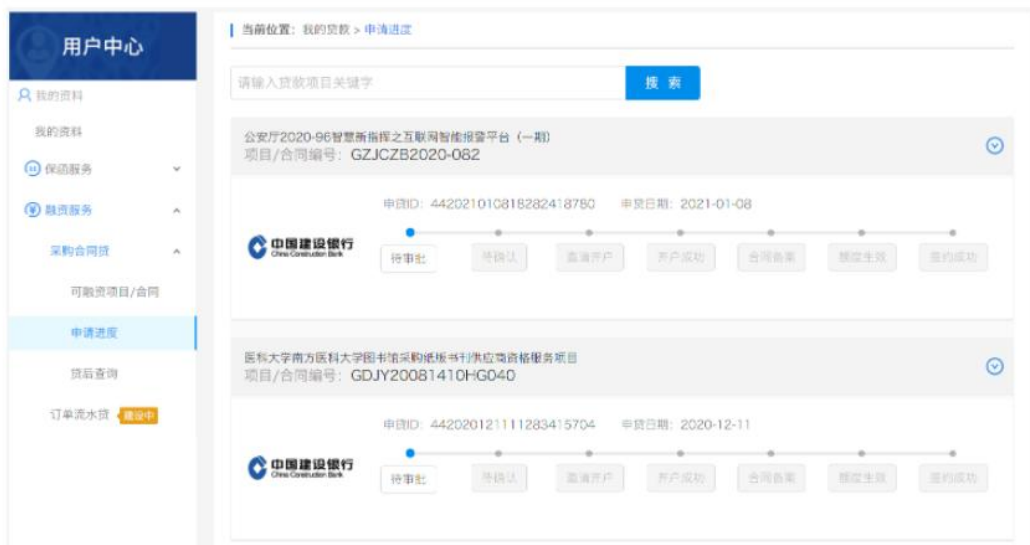 用户中心
我的资料
我的资料
保函服务
融资服务
采购合同贷
可融资项目/合同
申请进度
贷后查询
订单流水贷 建设中
当前位置：我的贷款 > 申请进度
请输入贷款项目关键字
搜 索
公安厅2020-96智慧新指挥之互联网智能报警平台（一期）
项目/合同编号：GZJCZB2020-082
申贷ID：442021010818282418780 申贷日期：2021-01-08
中国建设银行
China Construction Bank
待审批 待确认 邀请开户 开户成功 合同备案 额度生效 签约成功
医科大学南方医科大学图书馆采购纸版书刊供应商资格服务项目
项目/合同编号：GDJY20081410HG040
申贷ID：442020121111283415704 申贷日期：2020-12-11
中国建设银行
China Construction Bank
待审批 待确认 邀请开户 开户成功 合同备案 额度生效 签约成功